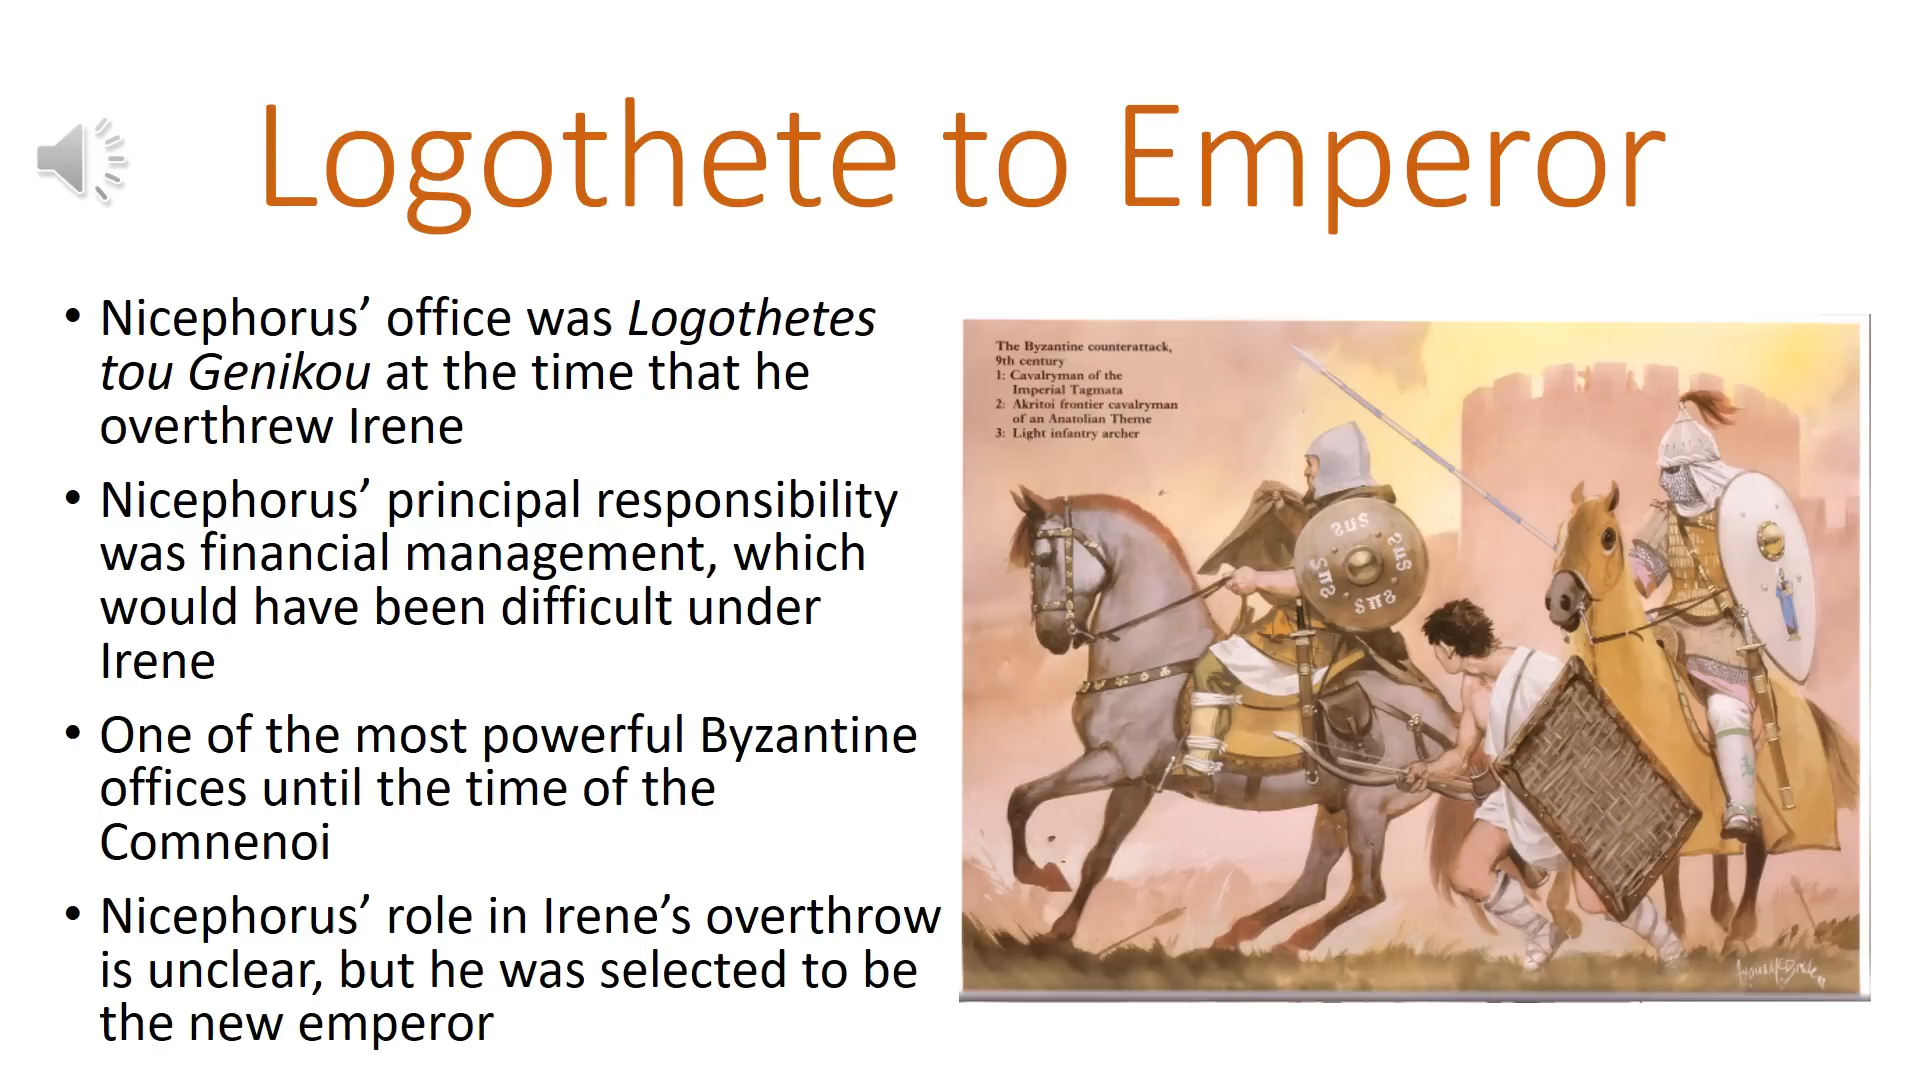 Logothete to Emperor
• Nicephorus’ office was Logothetes
tou Genikou at the time that he
overthrew Irene
• Nicephorus’ principal responsibility
was financial management, which
would have been difficult under
Irene
• One of the most powerful Byzantine
offices until the time of the
Comnenoi
• Nicephorus’ role in Irene’s overthrow
is unclear, but he was selected to be
the new emperor
The Byzantine counterattack,
9th century
1: Cavalryman of the
Imperial Tagmata
2: Akritoi frontier cavalryman
of an Anatolian Theme
3: Light infantry archer